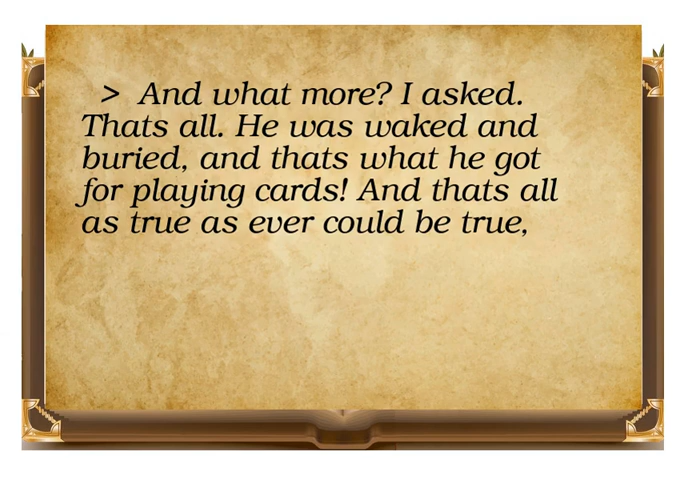 > And what more? I asked.
Thats all. He was waked and
buried, and thats what he got
for playing cards! And thats all
as true as ever could be true,